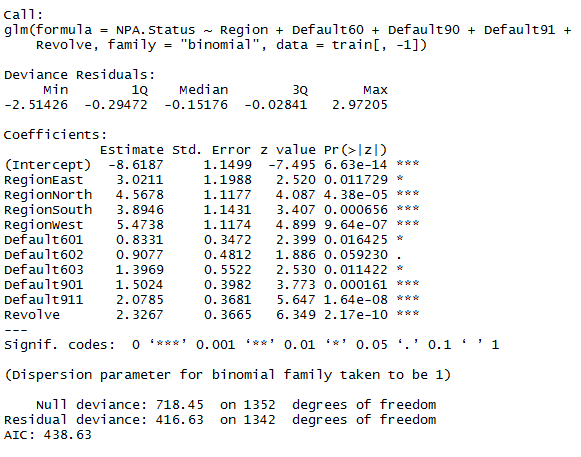 Call:
glm(formula = NPA.Status ~ Region + Default60 + Default90 + Default91 +
    Revolve, family = "binomial", data = train[, -1])

Deviance Residuals:
     Min       1Q   Median       3Q      Max
-2.51426 -0.29472 -0.15176 -0.02841  2.97205

Coefficients:
            Estimate Std. Error z value Pr(>|z|)
(Intercept)  -8.6187     1.1499  -7.495 6.63e-14 ***
RegionEast    3.0211     1.1988   2.520 0.011729 *
RegionNorth   4.5678     1.1177   4.087 4.38e-05 ***
RegionSouth   3.8946     1.1431   3.407 0.000656 ***
RegionWest    5.4738     1.1174   4.899 9.64e-07 ***
Default601    0.8331     0.3472   2.399 0.016425 *
Default602    0.9077     0.4812   1.886 0.059230 .
Default603    1.3969     0.5522   2.530 0.011422 *
Default901    1.5024     0.3982   3.773 0.000161 ***
Default911    2.0785     0.3681   5.647 1.64e-08 ***
Revolve       2.3267     0.3665   6.349 2.17e-10 ***
---
Signif. codes:  0 ‘***’ 0.001 ‘**’ 0.01 ‘*’ 0.05 ‘.’ 0.1 ‘ ’ 1

(Dispersion parameter for binomial family taken to be 1)

    Null deviance: 718.45  on 1352  degrees of freedom
Residual deviance: 416.63  on 1342  degrees of freedom
AIC: 438.63